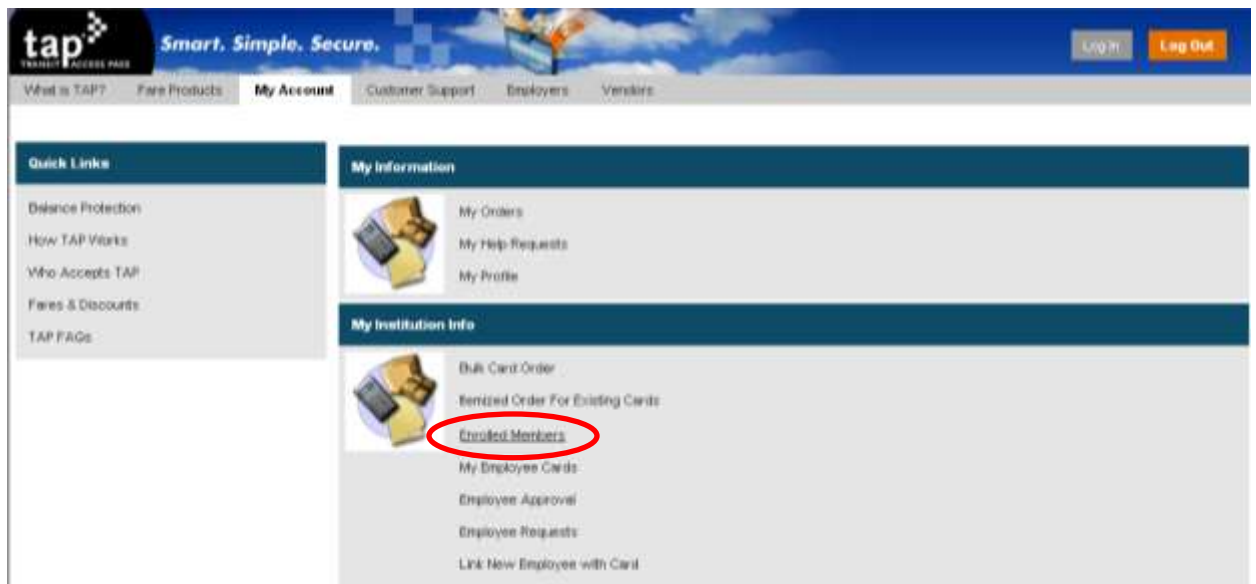 tap
TRANSIT ACCESS PASS
Smart. Simple. Secure.
Log In
Log Out
What is TAP?
Fare Products
My Account
Customer Support
Employers
Vendors
Quick Links
Balance Protection
How TAP Works
Who Accepts TAP
Fares & Discounts
TAP FAQs
My Information
My Orders
My Help Requests
My Profile
My Institution Info
Bulk Card Order
Itemized Order For Existing Cards
Enrolled Members
My Employee Cards
Employee Approval
Employee Requests
Link New Employee with Card